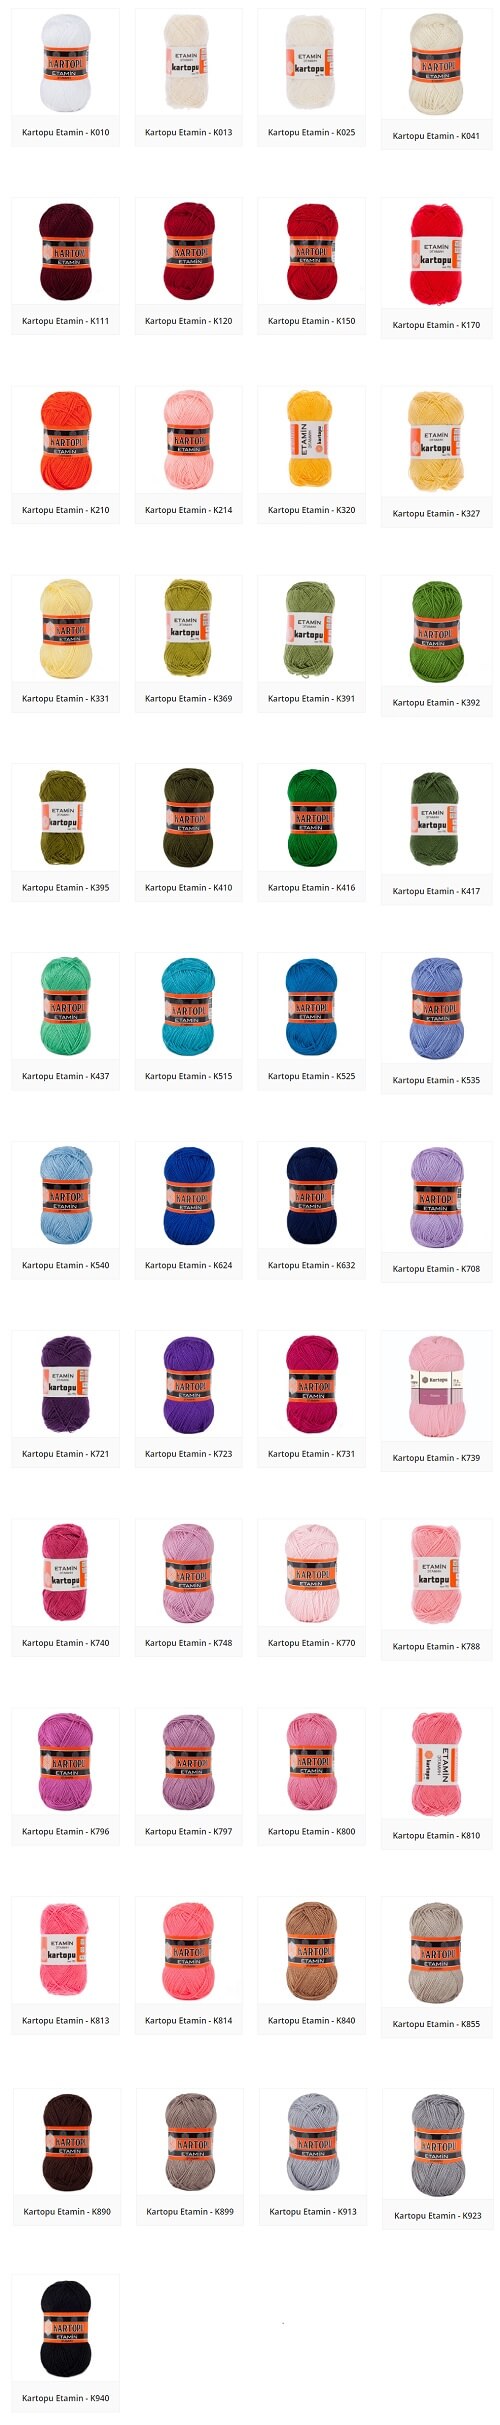 Kartopu Etamin - K010
Kartopu Etamin - K013
Kartopu Etamin - K025
Kartopu Etamin - K041
Kartopu Etamin - K111
Kartopu Etamin - K120
Kartopu Etamin - K150
Kartopu Etamin - K170
Kartopu Etamin - K210
Kartopu Etamin - K214
Kartopu Etamin - K320
Kartopu Etamin - K327
Kartopu Etamin - K331
Kartopu Etamin - K369
Kartopu Etamin - K391
Kartopu Etamin - K392
Kartopu Etamin - K395
Kartopu Etamin - K410
Kartopu Etamin - K416
Kartopu Etamin - K417
Kartopu Etamin - K437
Kartopu Etamin - K515
Kartopu Etamin - K525
Kartopu Etamin - K535
Kartopu Etamin - K540
Kartopu Etamin - K624
Kartopu Etamin - K632
Kartopu Etamin - K708
Kartopu Etamin - K721
Kartopu Etamin - K723
Kartopu Etamin - K731
Kartopu Etamin - K739
Kartopu Etamin - K740
Kartopu Etamin - K748
Kartopu Etamin - K770
Kartopu Etamin - K788
Kartopu Etamin - K796
Kartopu Etamin - K797
Kartopu Etamin - K800
Kartopu Etamin - K810
Kartopu Etamin - K813
Kartopu Etamin - K814
Kartopu Etamin - K840
Kartopu Etamin - K855
Kartopu Etamin - K890
Kartopu Etamin - K899
Kartopu Etamin - K913
Kartopu Etamin - K923
Kartopu Etamin - K940